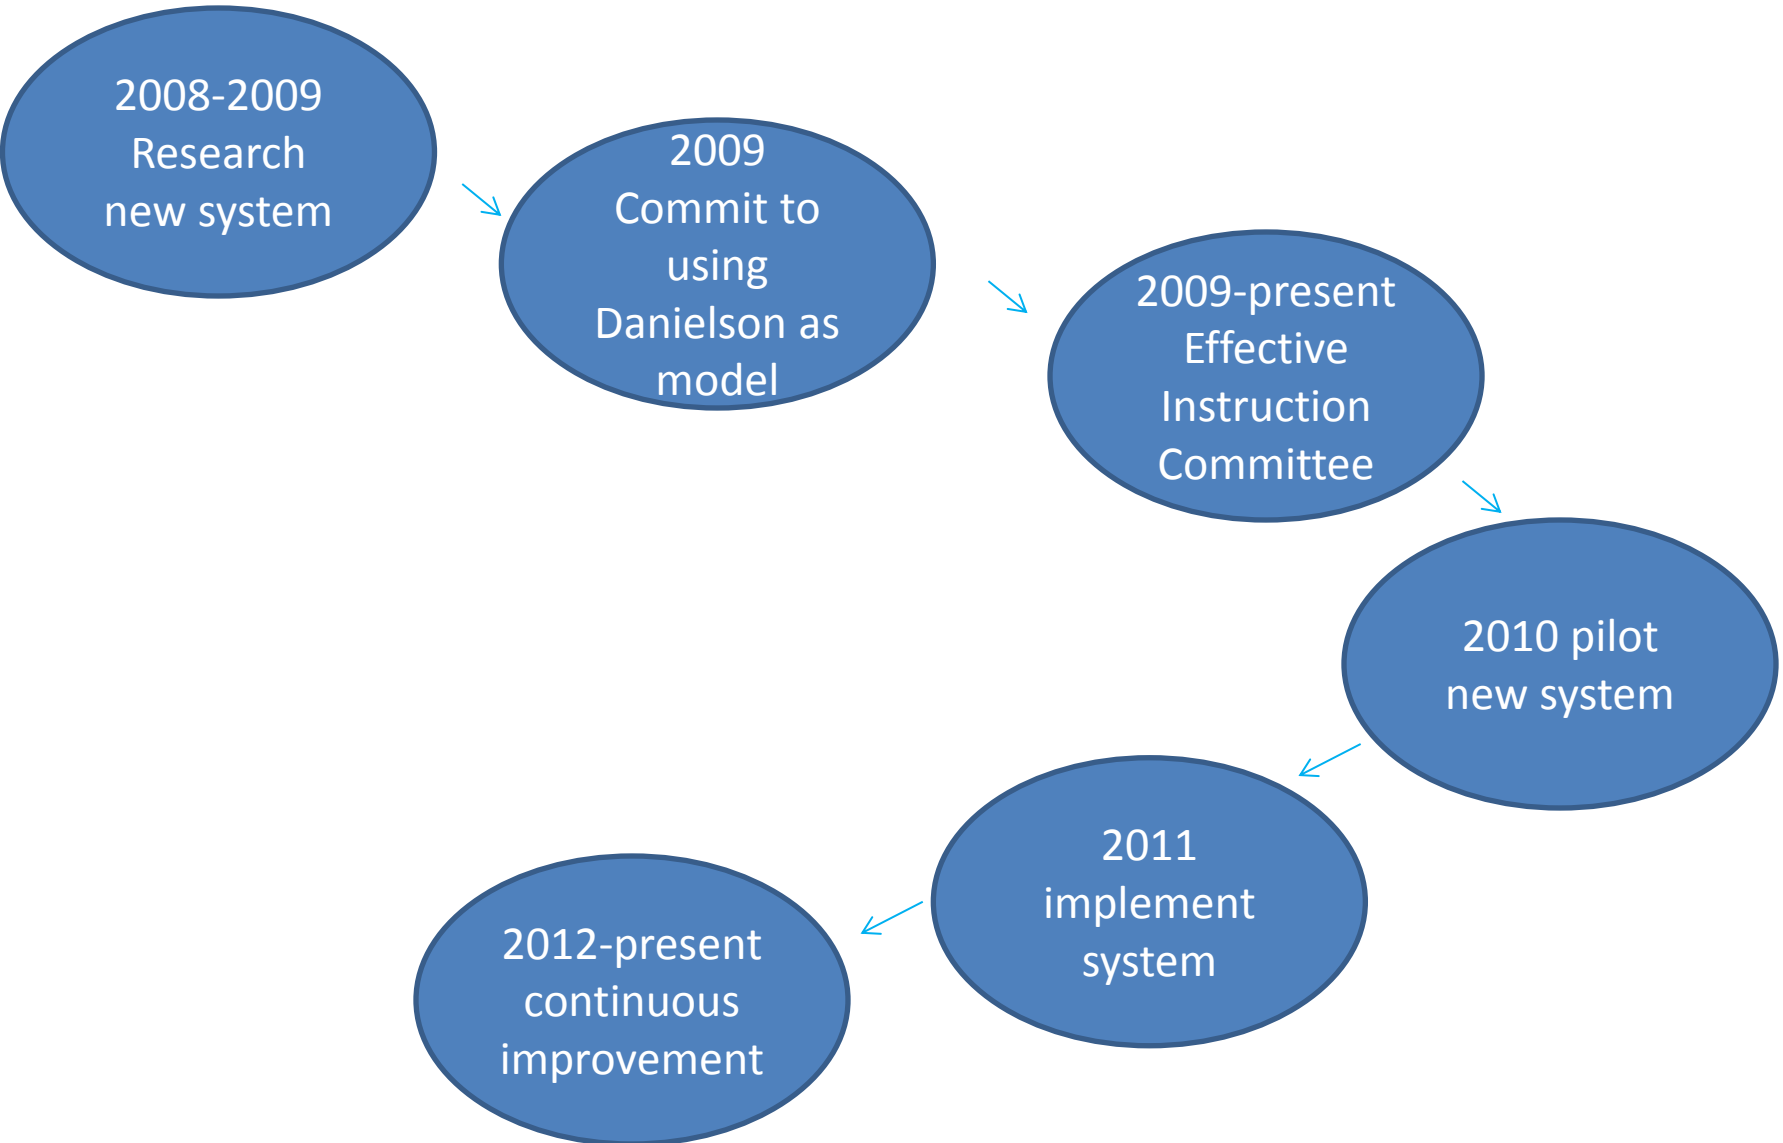 2008-2009
Research
new system
2009
Commit to
using
Danielson as
model
2009-present
Effective
Instruction
Committee
2010 pilot
new system
2011
implement
system
2012-present
continuous
improvement